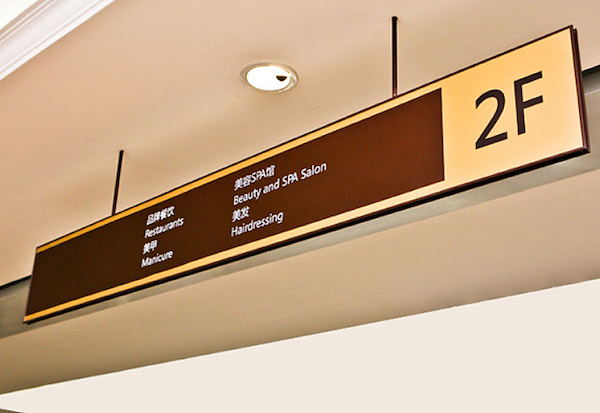 品牌餐饮
Restaurants
美甲
Manicure
美容SPA馆
Beauty and SPA Salon
美发
Hairdressing
2F